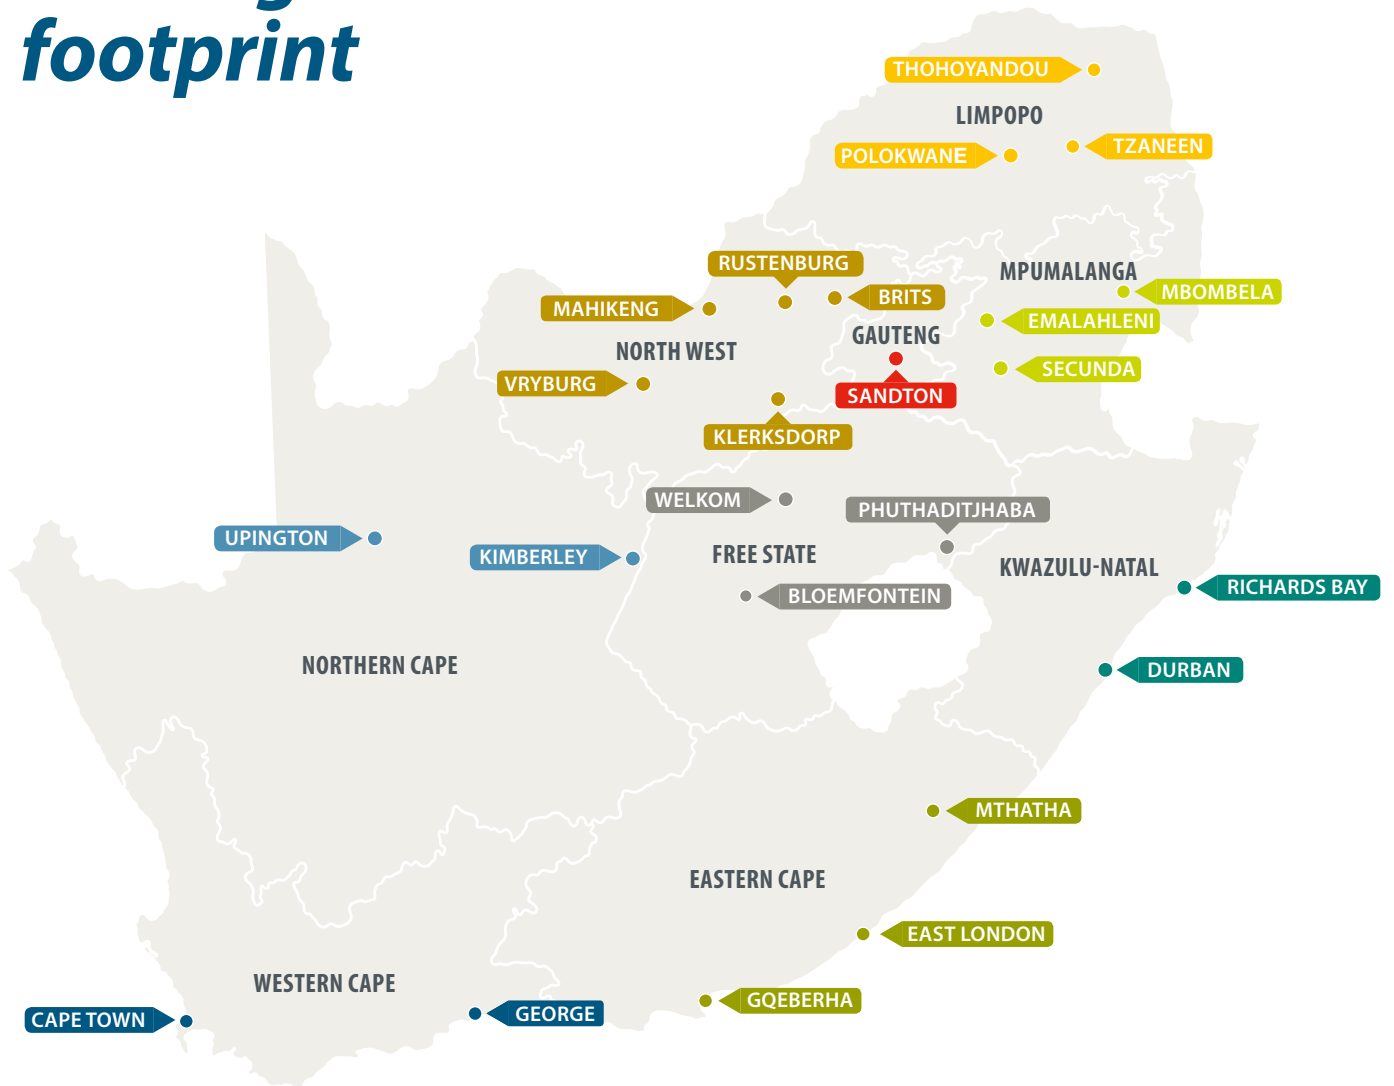 footprint
THOHOYANDOU
LIMPOPO
TZANEEN
POLOKWANE
RUSTENBURG
MPUMALANGA
MBOMBELA
BRITS
MAHIKENG
EMALAHLENI
GAUTENG
NORTH WEST
SECUNDA
VRYBURG
SANDTON
KLERKSDORP
WELKOM
PHUTHADITJHABA
UPINGTON
KIMBERLEY
FREE STATE
KWAZULU-NATAL
RICHARDS BAY
BLOEMFONTEIN
NORTHERN CAPE
DURBAN
MTHATHA
EASTERN CAPE
EAST LONDON
WESTERN CAPE
GQEBERHA
GEORGE
CAPE TOWN